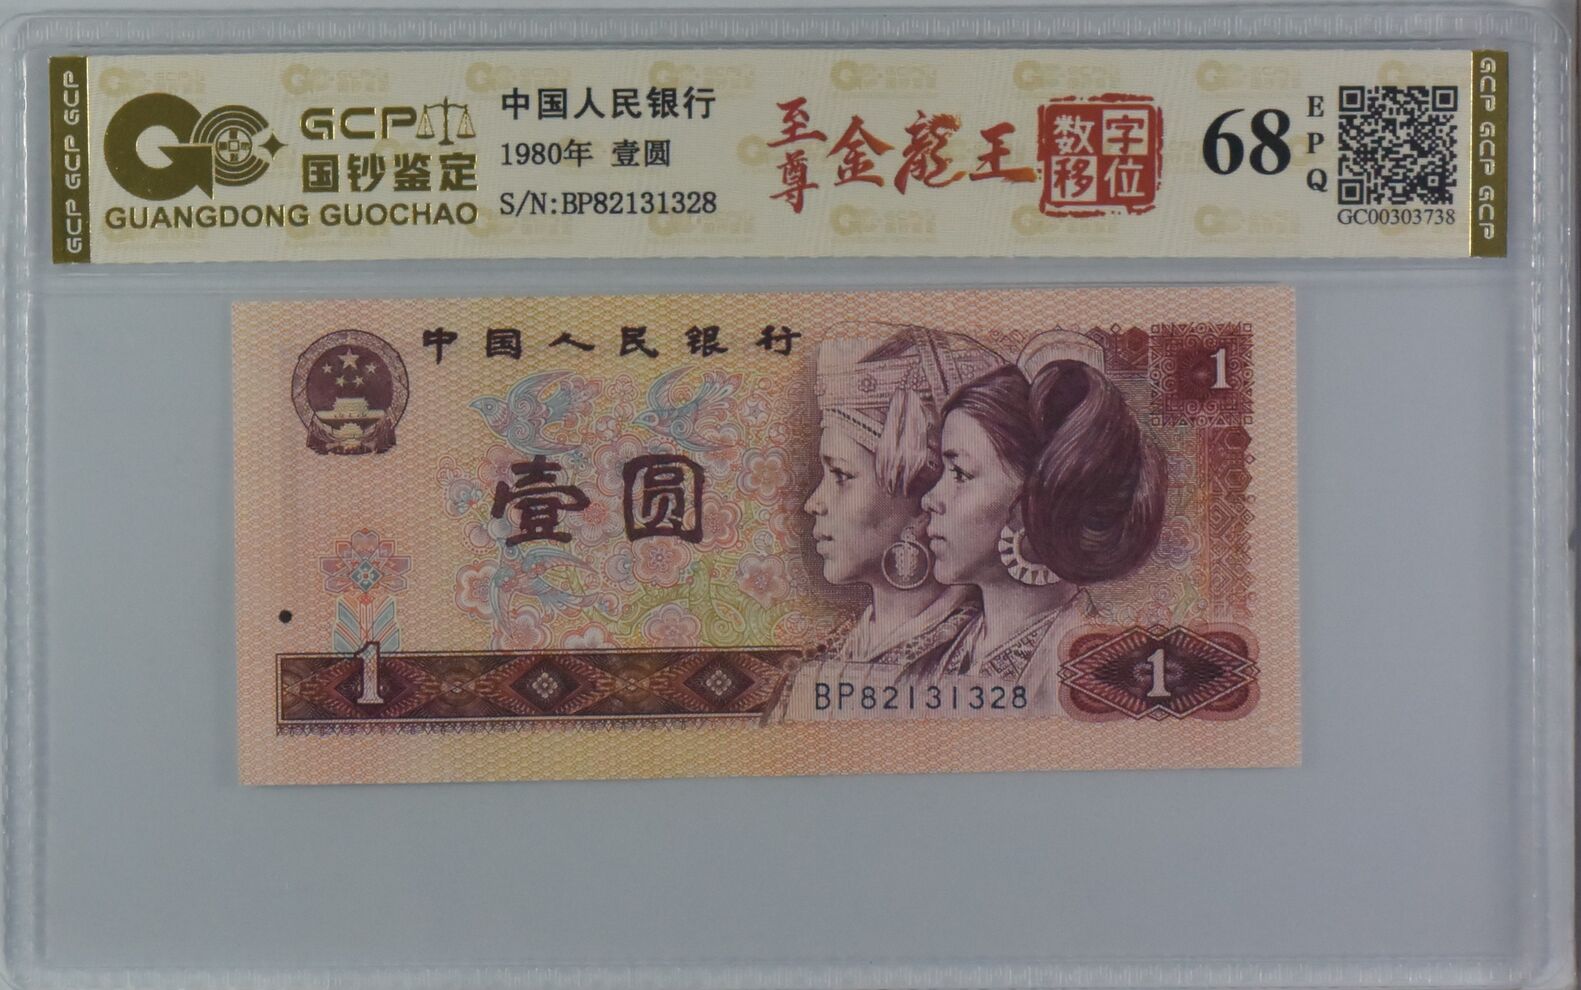 GCP GCP GCP
GCP
国钞鉴定
GUANGDONG GUOCHAO
中国人民银行
1980年 壹圆
S/N:BP82131328
至尊 金龍王
数字
移位
68
EPQ
GC00303738
GCP GCP GCP
中国人民银行
1
壹圆
1
BP82131328
1